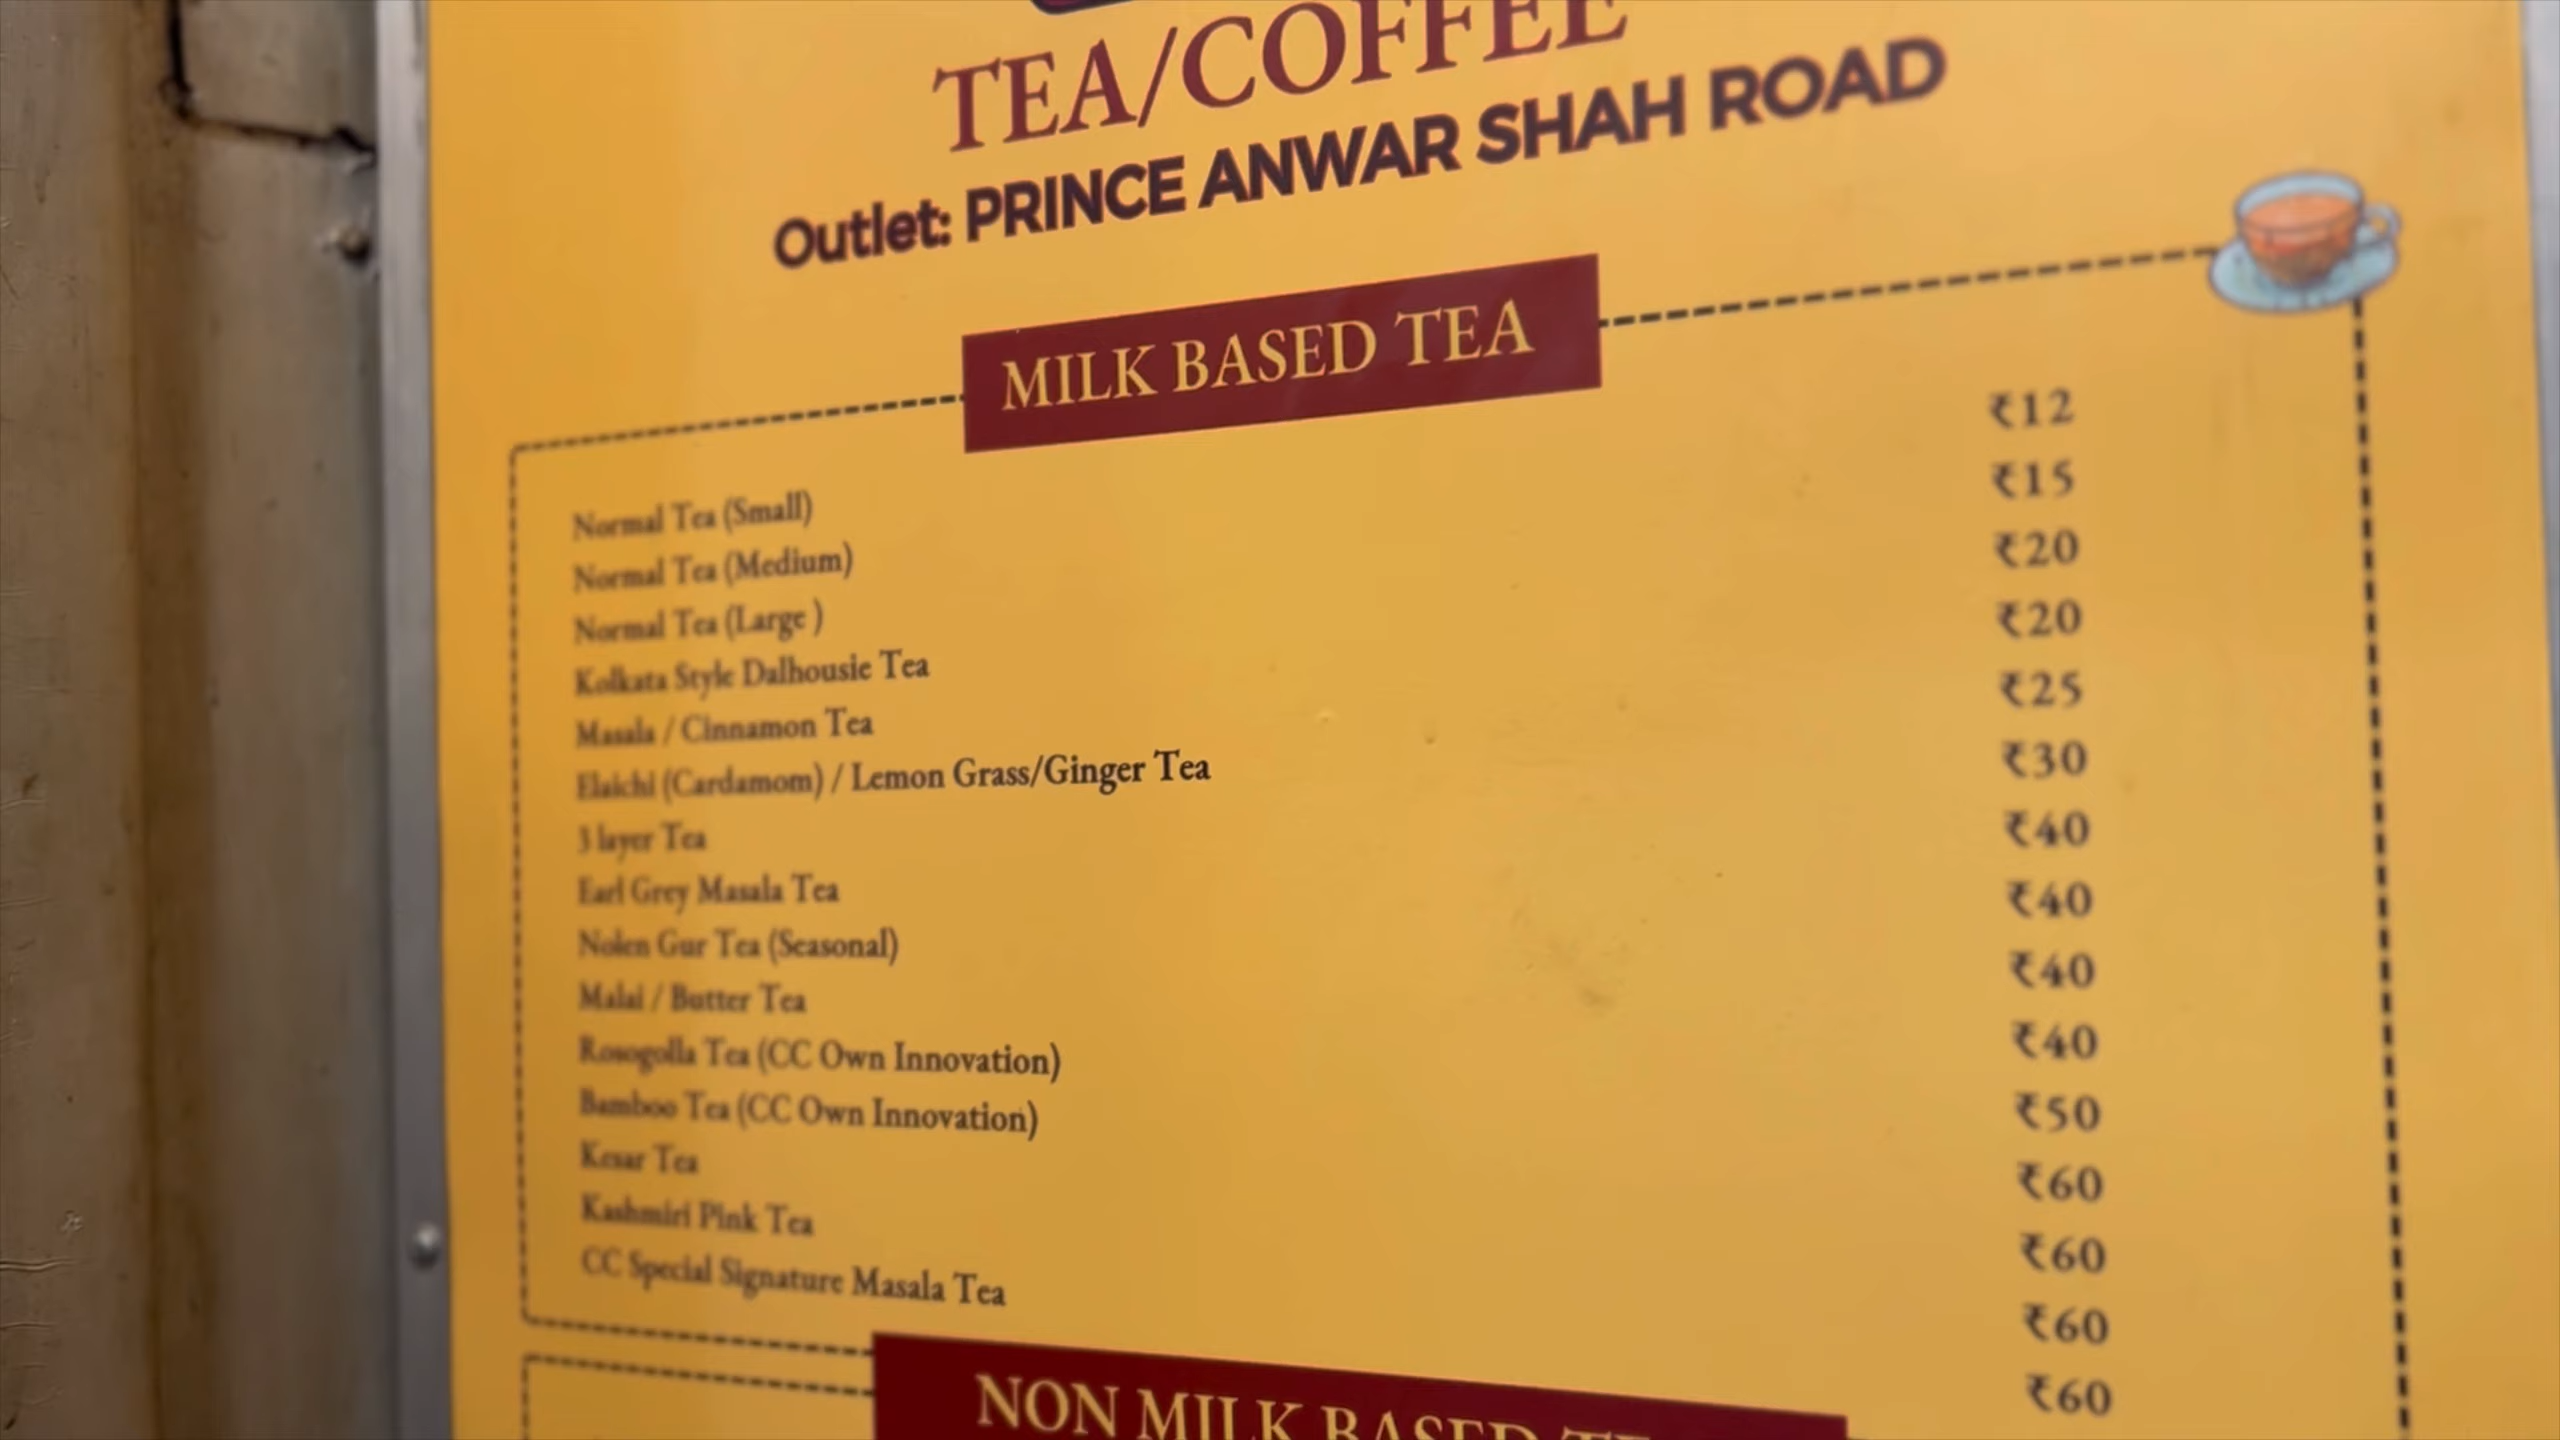 TEA/COFFEE
Outlet: PRINCE ANWAR SHAH ROAD
MILK BASED TEA
Normal Tea (Small) ₹12
Normal Tea (Medium) ₹15
Normal Tea (Large ) ₹20
Kolkata Style Dalhousie Tea ₹20
Masala / Cinnamon Tea ₹25
Elaichi (Cardamom) / Lemon Grass/Ginger Tea ₹30
3 layer Tea ₹40
Earl Grey Masala Tea ₹40
Nolen Gur Tea (Seasonal) ₹40
Malai / Butter Tea ₹40
Rosogolla Tea (CC Own Innovation) ₹50
Bamboo Tea (CC Own Innovation) ₹60
Kesar Tea ₹60
Kashmiri Pink Tea ₹60
CC Special Signature Masala Tea ₹60
NON MILK BASED